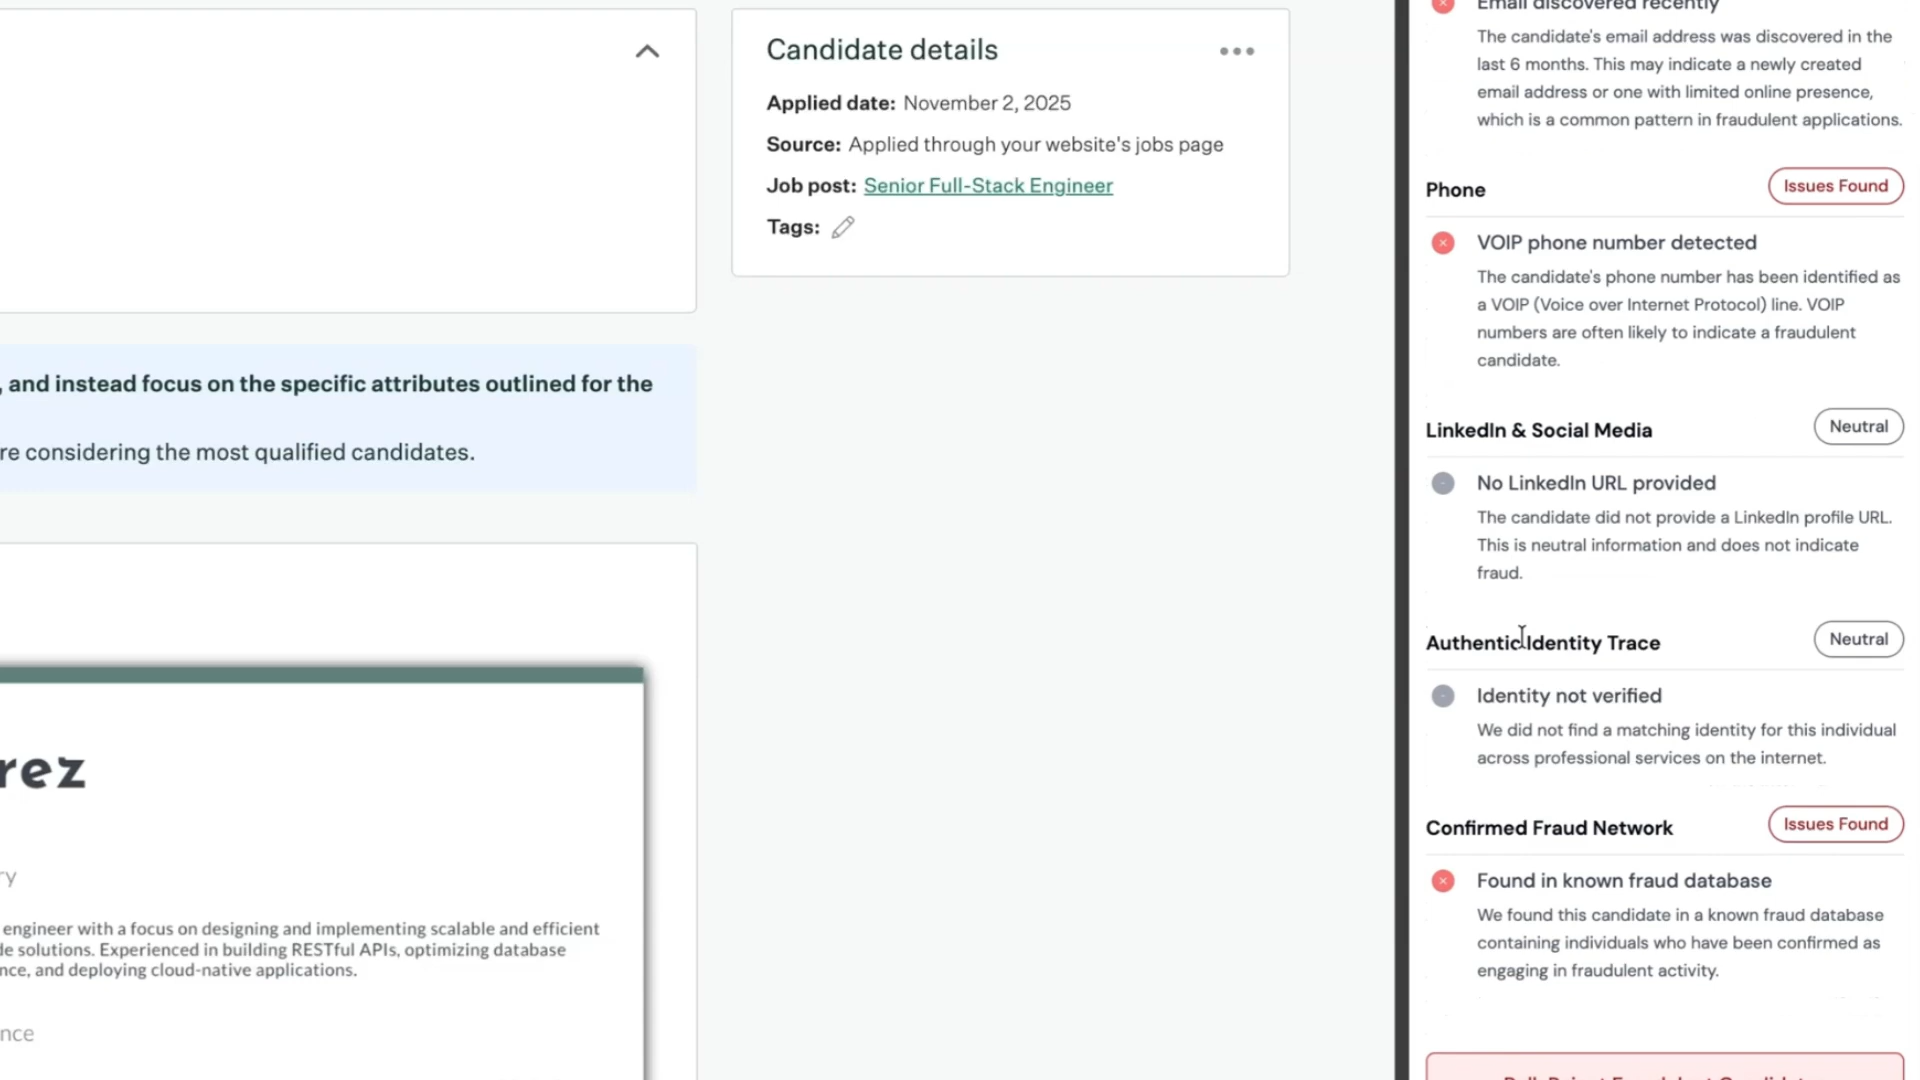 Candidate details
Applied date: November 2, 2025
Source: Applied through your website's jobs page
Job post: Senior Full-Stack Engineer
Tags:
, and instead focus on the specific attributes outlined for the
re considering the most qualified candidates.
rez
ry
engineer with a focus on designing and implementing scalable and efficient
de solutions. Experienced in building RESTful APIs, optimizing database
nce, and deploying cloud-native applications.
nce
Email discovered recently
The candidate's email address was discovered in the
last 6 months. This may indicate a newly created
email address or one with limited online presence,
which is a common pattern in fraudulent applications.
Phone
Issues Found
VOIP phone number detected
The candidate's phone number has been identified as
a VOIP (Voice over Internet Protocol) line. VOIP
numbers are often likely to indicate a fraudulent
candidate.
LinkedIn & Social Media
Neutral
No LinkedIn URL provided
The candidate did not provide a LinkedIn profile URL.
This is neutral information and does not indicate
fraud.
Authentic Identity Trace
Neutral
Identity not verified
We did not find a matching identity for this individual
across professional services on the internet.
Confirmed Fraud Network
Issues Found
Found in known fraud database
We found this candidate in a known fraud database
containing individuals who have been confirmed as
engaging in fraudulent activity.